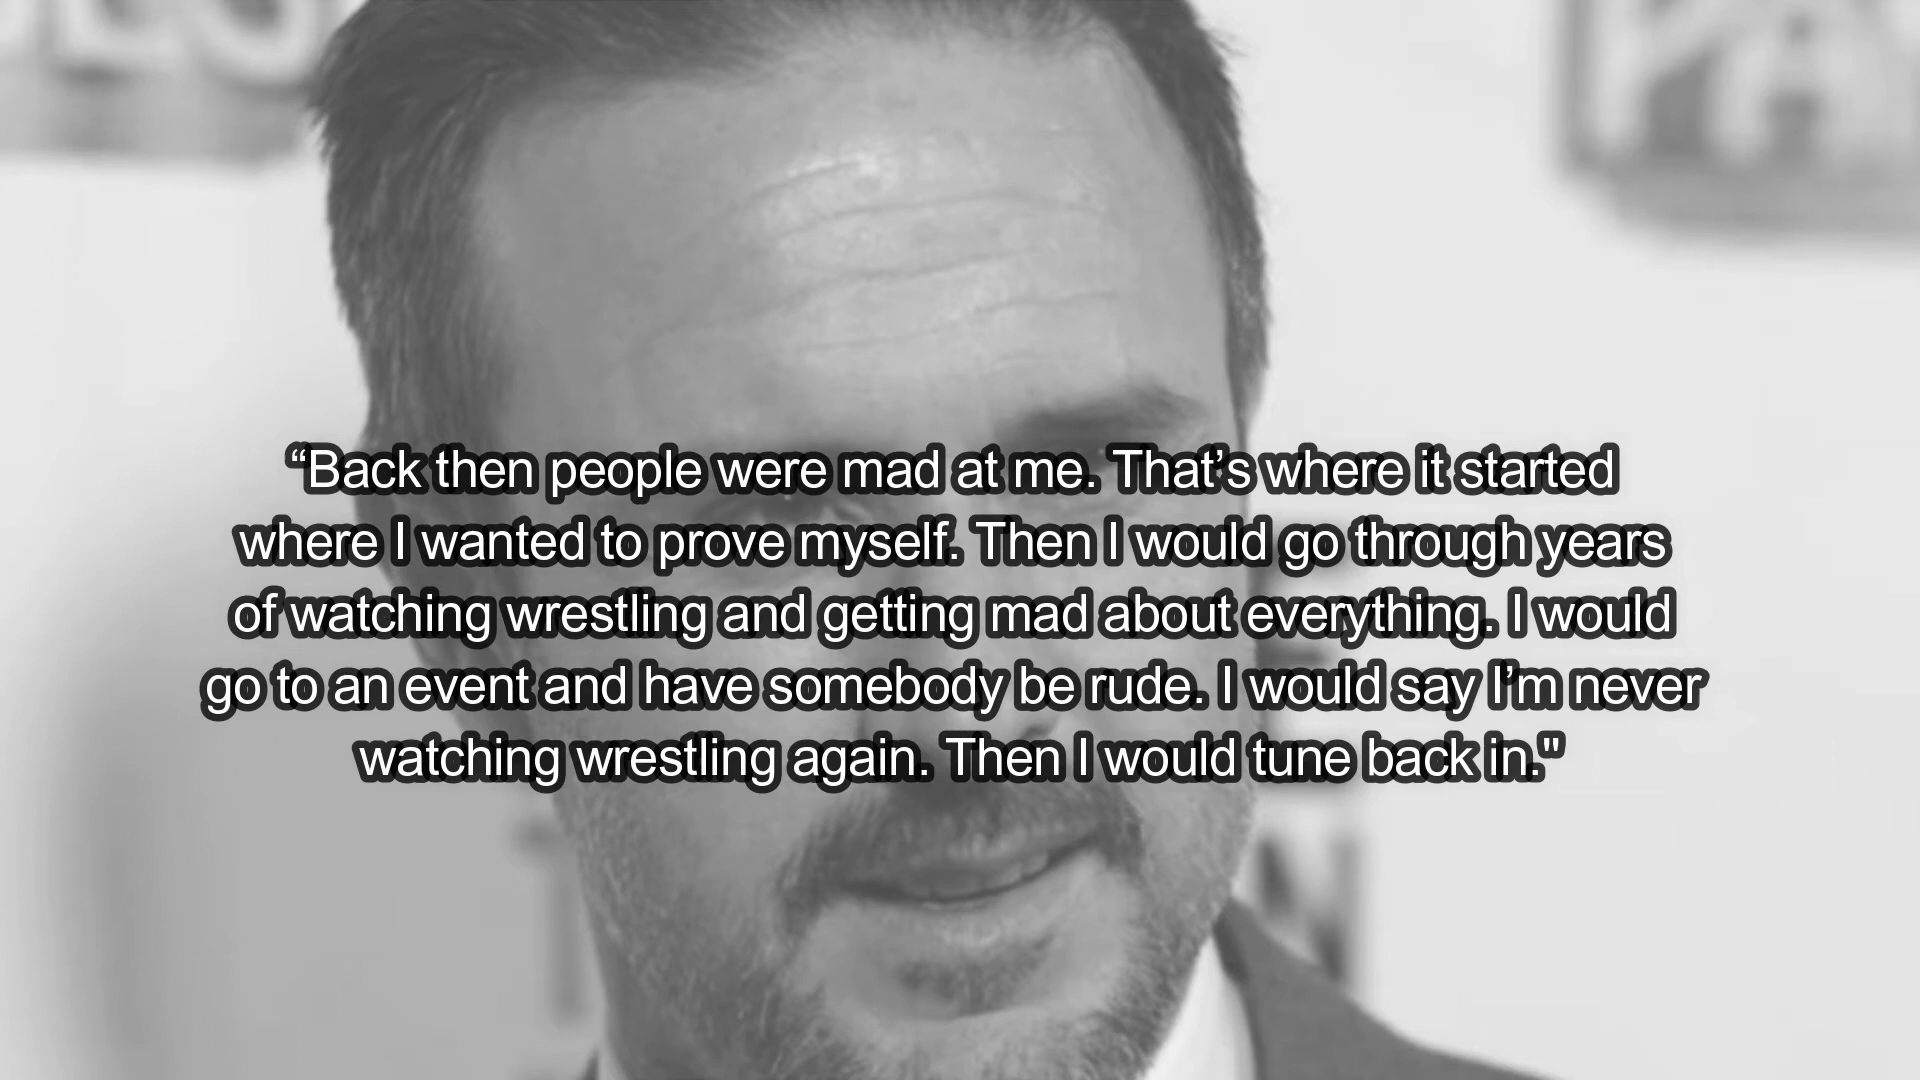 “Back then people were mad at me. That’s where it started
where I wanted to prove myself. Then I would go through years
of watching wrestling and getting mad about everything. I would
go to an event and have somebody be rude. I would say I’m never
watching wrestling again. Then I would tune back in."